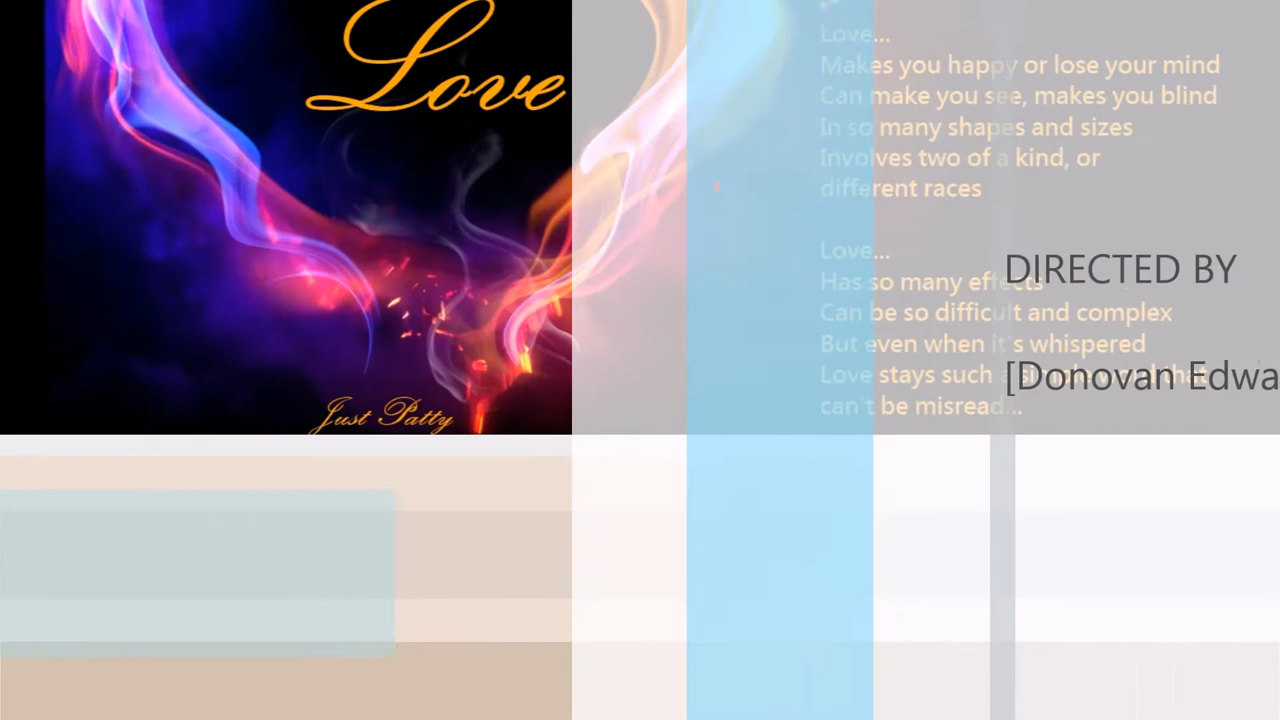 Love
Just Patty
Love...
Makes you happy or lose your mind
Can make you see, makes you blind
In so many shapes and sizes
Involves two of a kind, or
different races
Love...
Has so many effects
Can be so difficult and complex
But even when it's whispered
Love stays such a simple word that
can't be misread...
DIRECTED BY
[Donovan Edwa